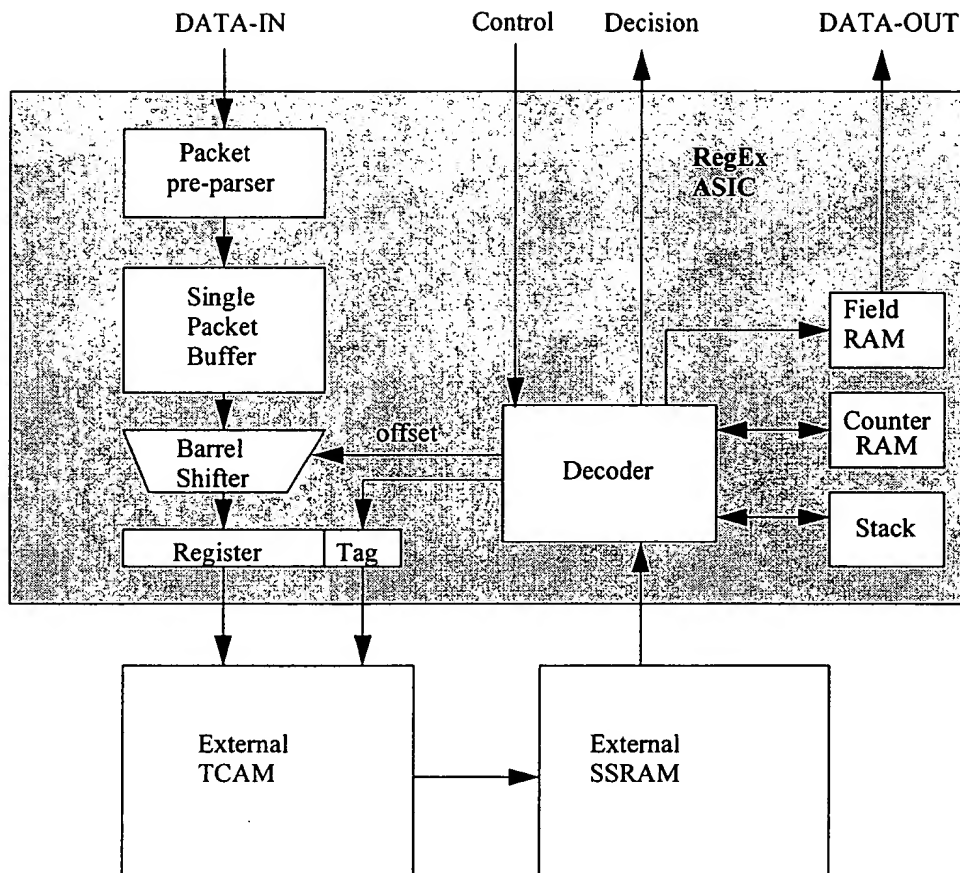 DATA-IN
Control
Decision
DATA-OUT
Packet
pre-parser
RegEx
ASIC
Single
Packet
Buffer
Field
RAM
Barrel
Shifter
offset
Decoder
Counter
RAM
Register
Tag
Stack
External
TCAM
External
SSRAM